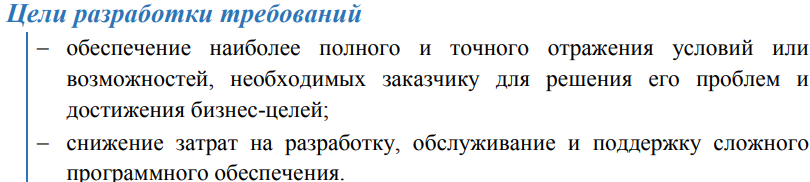 Цели разработки требований
– обеспечение наиболее полного и точного отражения условий или
возможностей, необходимых заказчику для решения его проблем и
достижения бизнес-целей;
– снижение затрат на разработку, обслуживание и поддержку сложного
программного обеспечения.